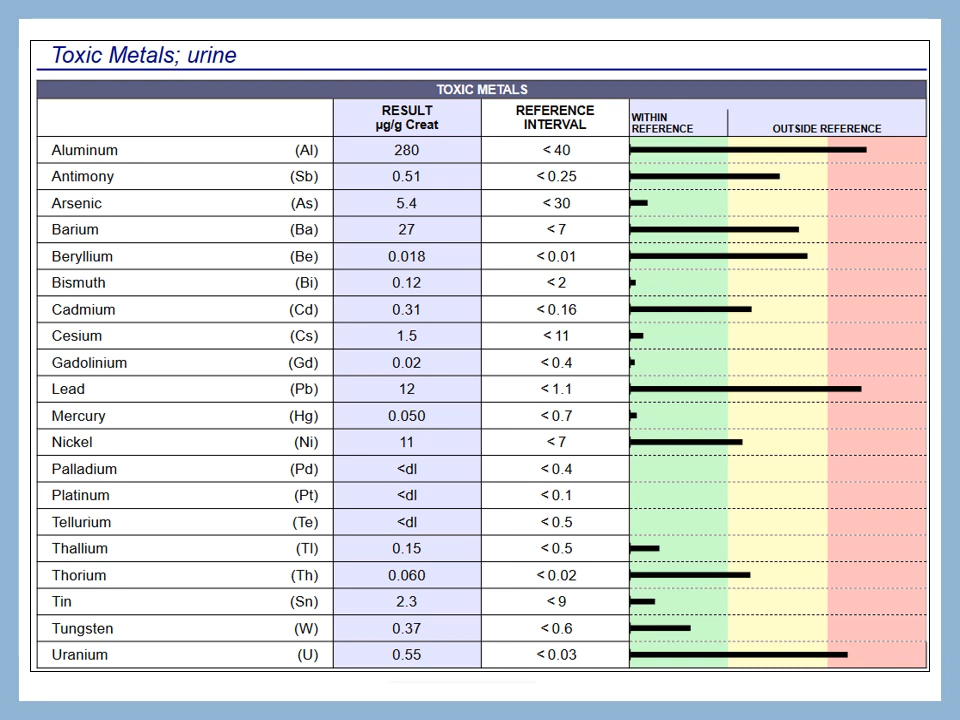 Toxic Metals; urine
TOXIC METALS
RESULT
µg/g Creat
REFERENCE
INTERVAL
WITHIN
REFERENCE
OUTSIDE REFERENCE
Aluminum (Al) 280 < 40
Antimony (Sb) 0.51 < 0.25
Arsenic (As) 5.4 < 30
Barium (Ba) 27 < 7
Beryllium (Be) 0.018 < 0.01
Bismuth (Bi) 0.12 < 2
Cadmium (Cd) 0.31 < 0.16
Cesium (Cs) 1.5 < 11
Gadolinium (Gd) 0.02 < 0.4
Lead (Pb) 12 < 1.1
Mercury (Hg) 0.050 < 0.7
Nickel (Ni) 11 < 7
Palladium (Pd) <dl < 0.4
Platinum (Pt) <dl < 0.1
Tellurium (Te) <dl < 0.5
Thallium (Tl) 0.15 < 0.5
Thorium (Th) 0.060 < 0.02
Tin (Sn) 2.3 < 9
Tungsten (W) 0.37 < 0.6
Uranium (U) 0.55 < 0.03